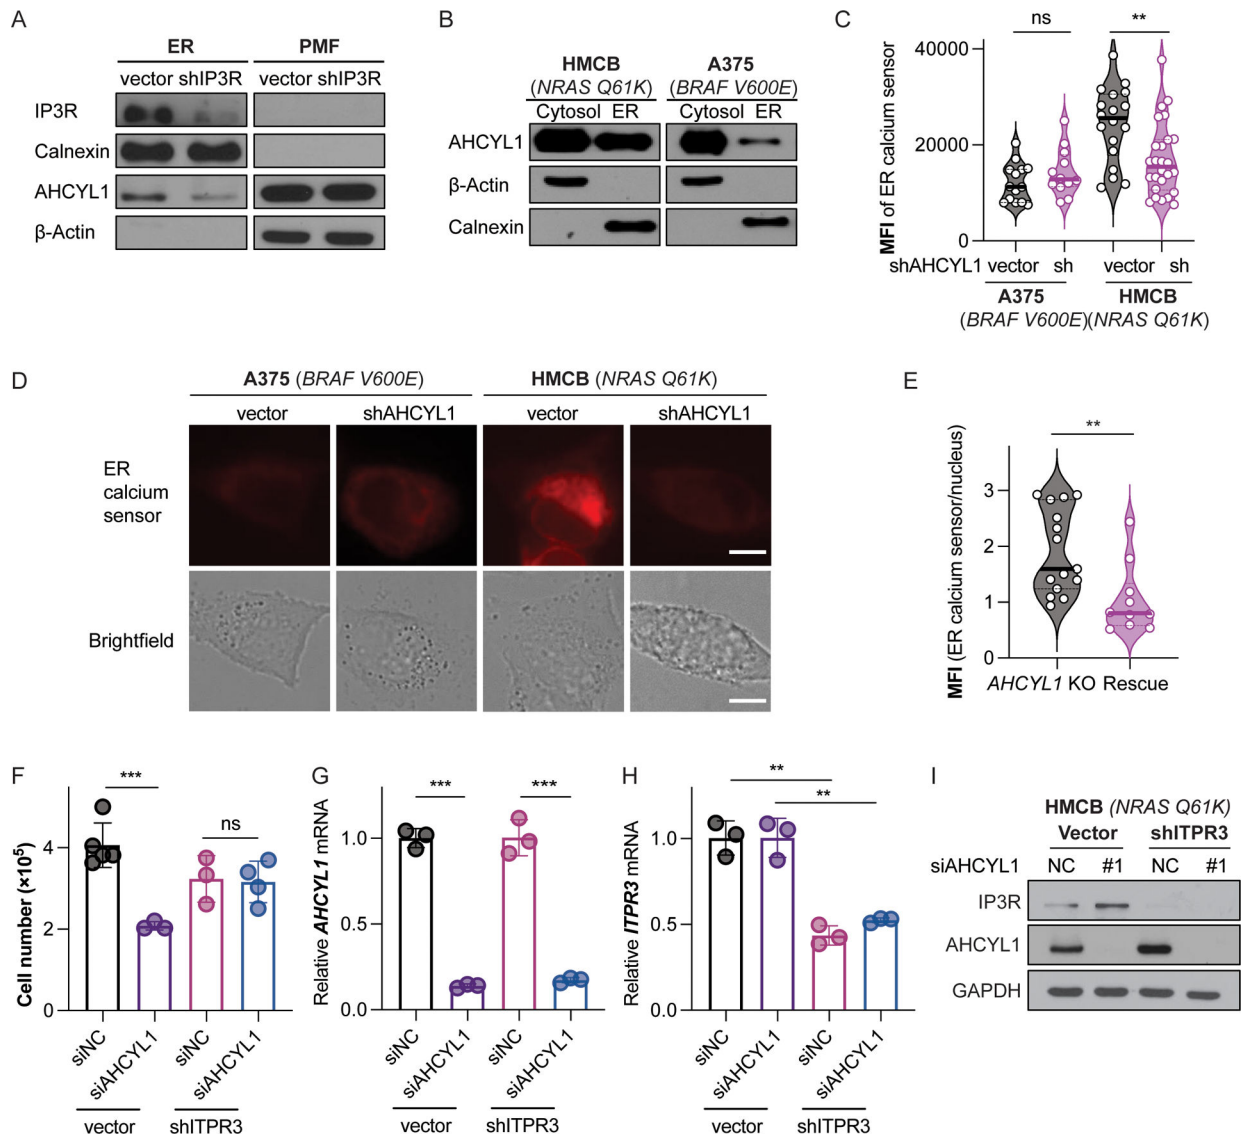 A
ER PMF
vector shIP3R vector shIP3R
IP3R
Calnexin
AHCYL1
β-Actin
B
HMCB A375
(NRAS Q61K) (BRAF V600E)
Cytosol ER Cytosol ER
AHCYL1
β-Actin
Calnexin
C
ns **
MFI of ER calcium sensor
40000
20000
0
shAHCYL1 vector sh vector sh
A375 HMCB
(BRAF V600E) (NRAS Q61K)
D
A375 (BRAF V600E) HMCB (NRAS Q61K)
vector shAHCYL1 vector shAHCYL1
ER
calcium
sensor
Brightfield
E
**
MFI (ER calcium sensor/nucleus)
3
2
1
0
AHCYL1 KO Rescue
F
*** ns
Cell number (×10⁵)
4
2
0
siNC
siAHCYL1
siNC
siAHCYL1
vector shITPR3
G
*** ***
Relative AHCYL1 mRNA
1.0
0.5
0.0
siNC
siAHCYL1
siNC
siAHCYL1
vector shITPR3
H
**
**
Relative ITPR3 mRNA
1.0
0.5
0.0
siNC
siAHCYL1
siNC
siAHCYL1
vector shITPR3
I
HMCB (NRAS Q61K)
Vector shITPR3
siAHCYL1 NC #1 NC #1
IP3R
AHCYL1
GAPDH